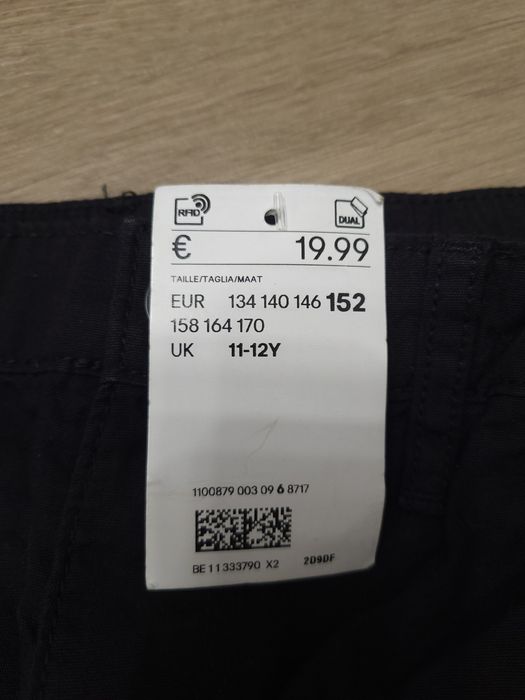 RFID
DUAL
€ 19.99
TAILLE/TAGLIA/MAAT
EUR 134 140 146 152
158 164 170
UK 11-12Y
1100879 003 09 6 8717
BE 11333790 X2 2D9DF